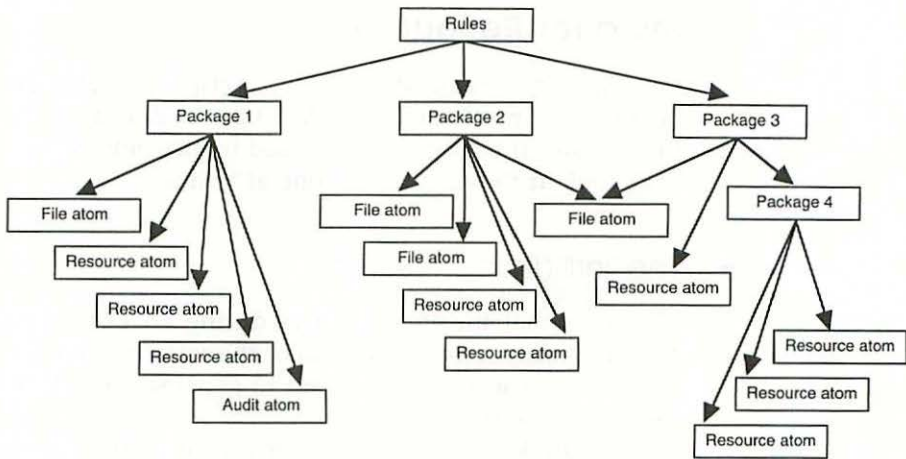 Rules
Package 1
Package 2
Package 3
File atom
Resource atom
Resource atom
Resource atom
Audit atom
File atom
File atom
Resource atom
Resource atom
File atom
Resource atom
Package 4
Resource atom
Resource atom
Resource atom